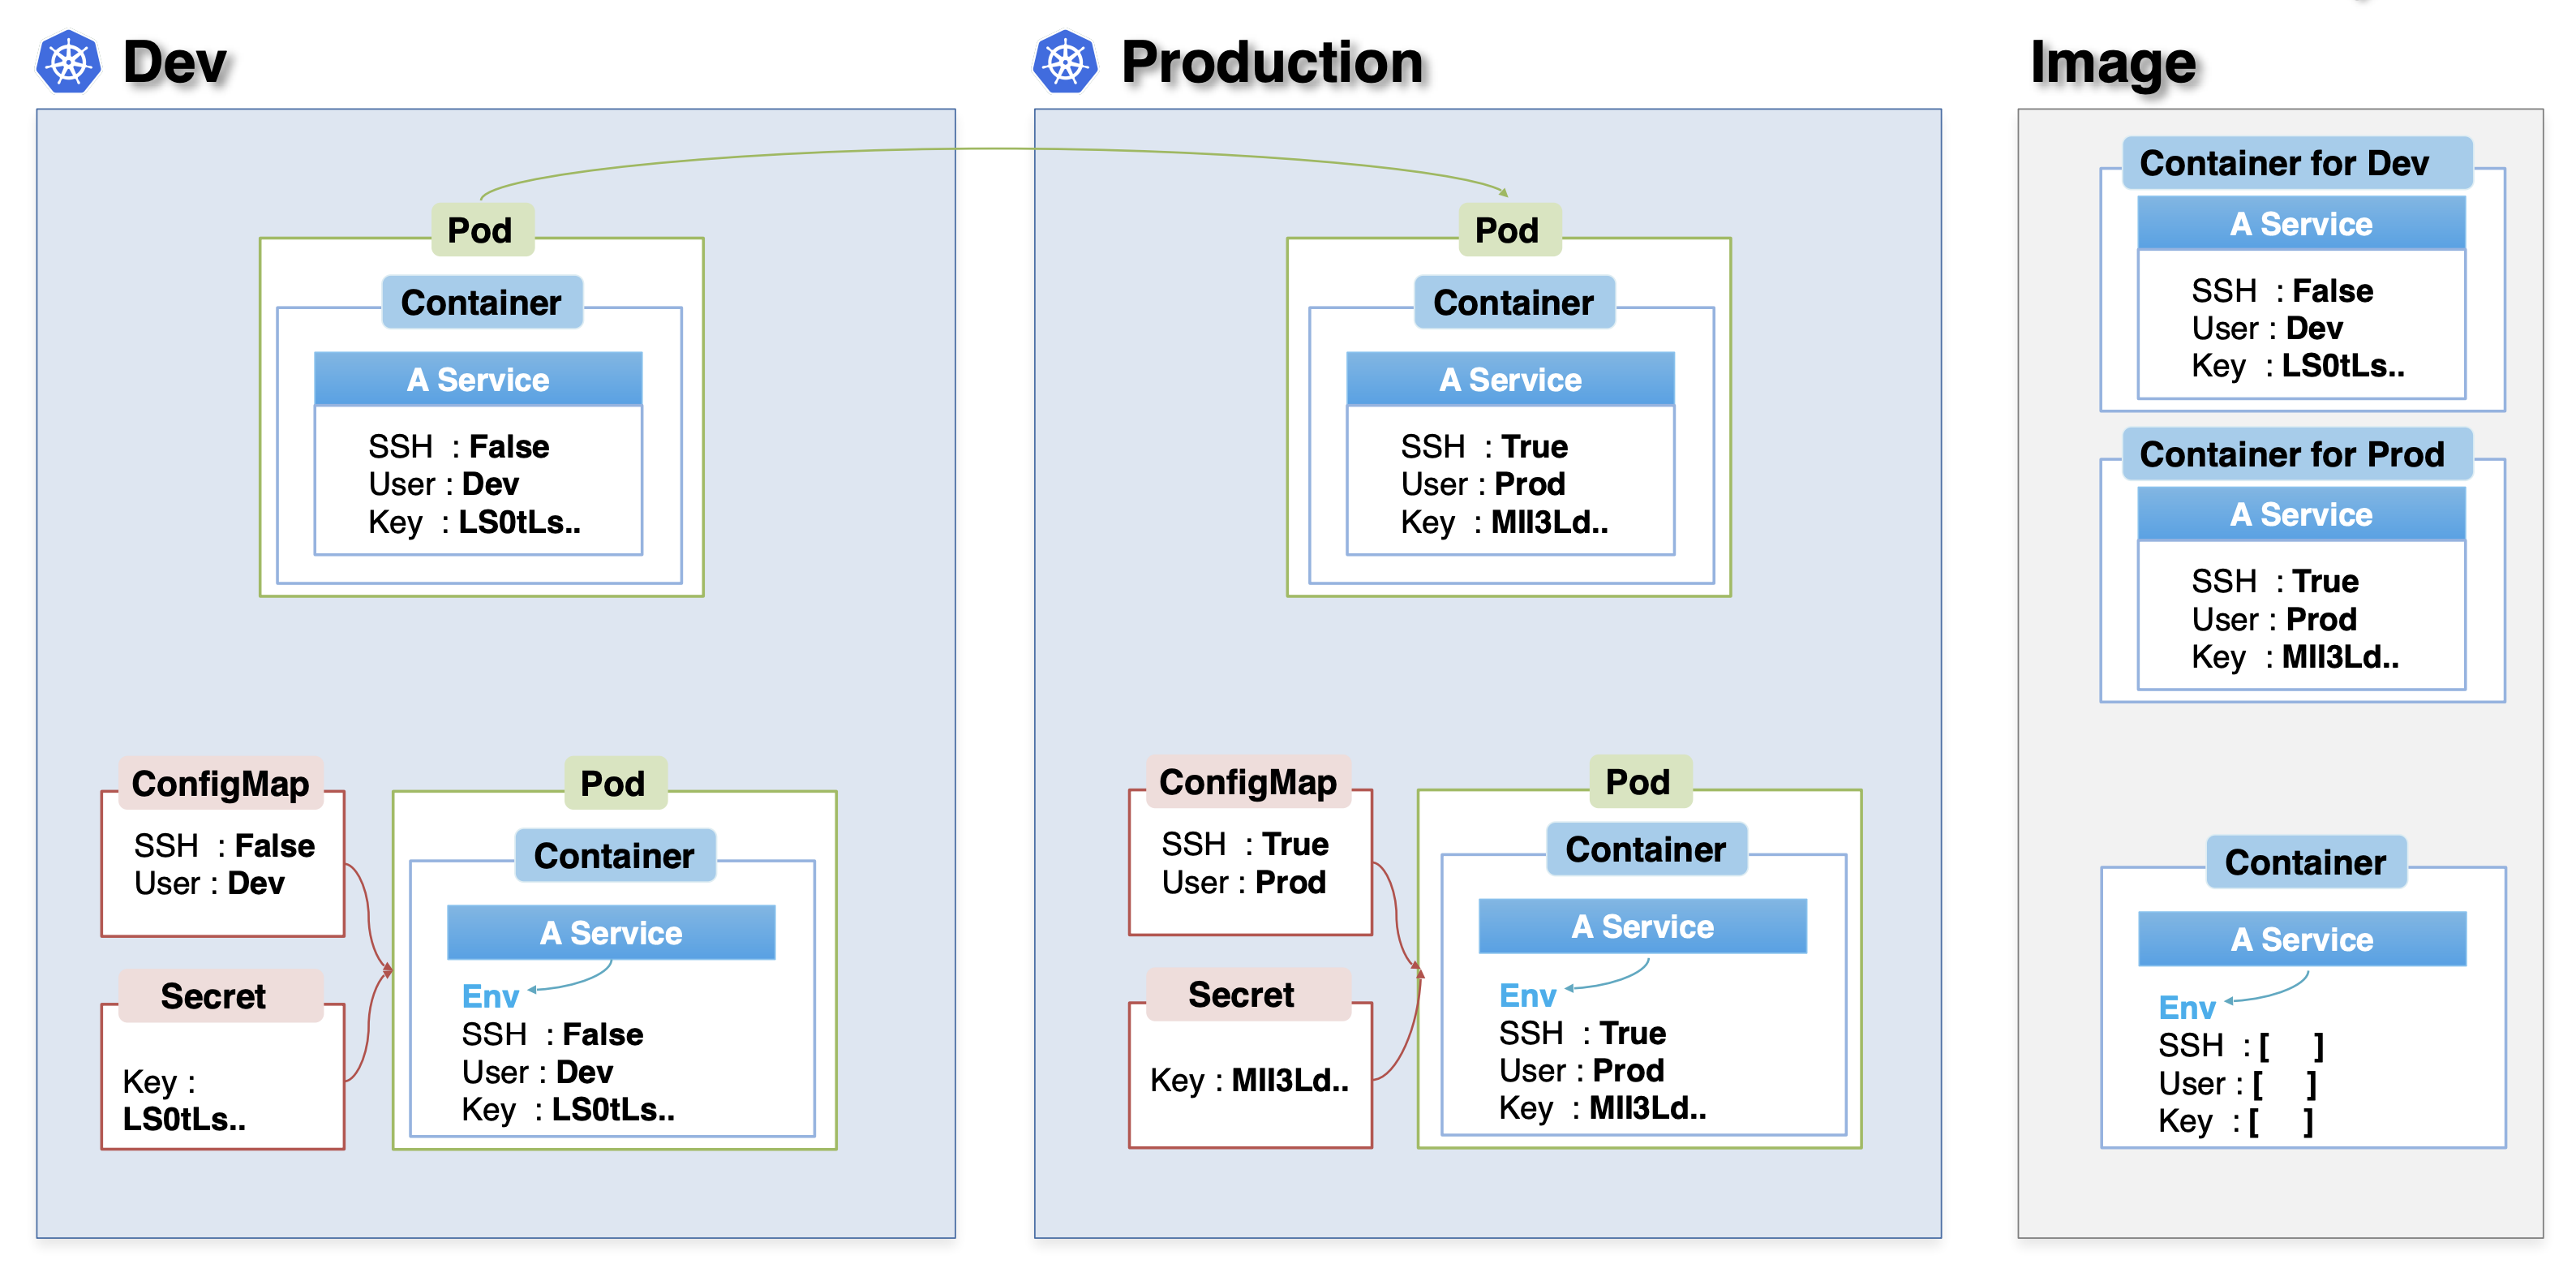 Dev
Pod
Container
A Service
SSH : False
User : Dev
Key : LS0tLs..
ConfigMap
SSH : False
User : Dev
Secret
Key :
LS0tLs..
Pod
Container
A Service
Env
SSH : False
User : Dev
Key : LS0tLs..
Production
Pod
Container
A Service
SSH : True
User : Prod
Key : MII3Ld..
ConfigMap
SSH : True
User : Prod
Secret
Key : MII3Ld..
Pod
Container
A Service
Env
SSH : True
User : Prod
Key : MII3Ld..
Image
Container for Dev
A Service
SSH : False
User : Dev
Key : LS0tLs..
Container for Prod
A Service
SSH : True
User : Prod
Key : MII3Ld..
Container
A Service
Env
SSH : [ ]
User : [ ]
Key : [ ]